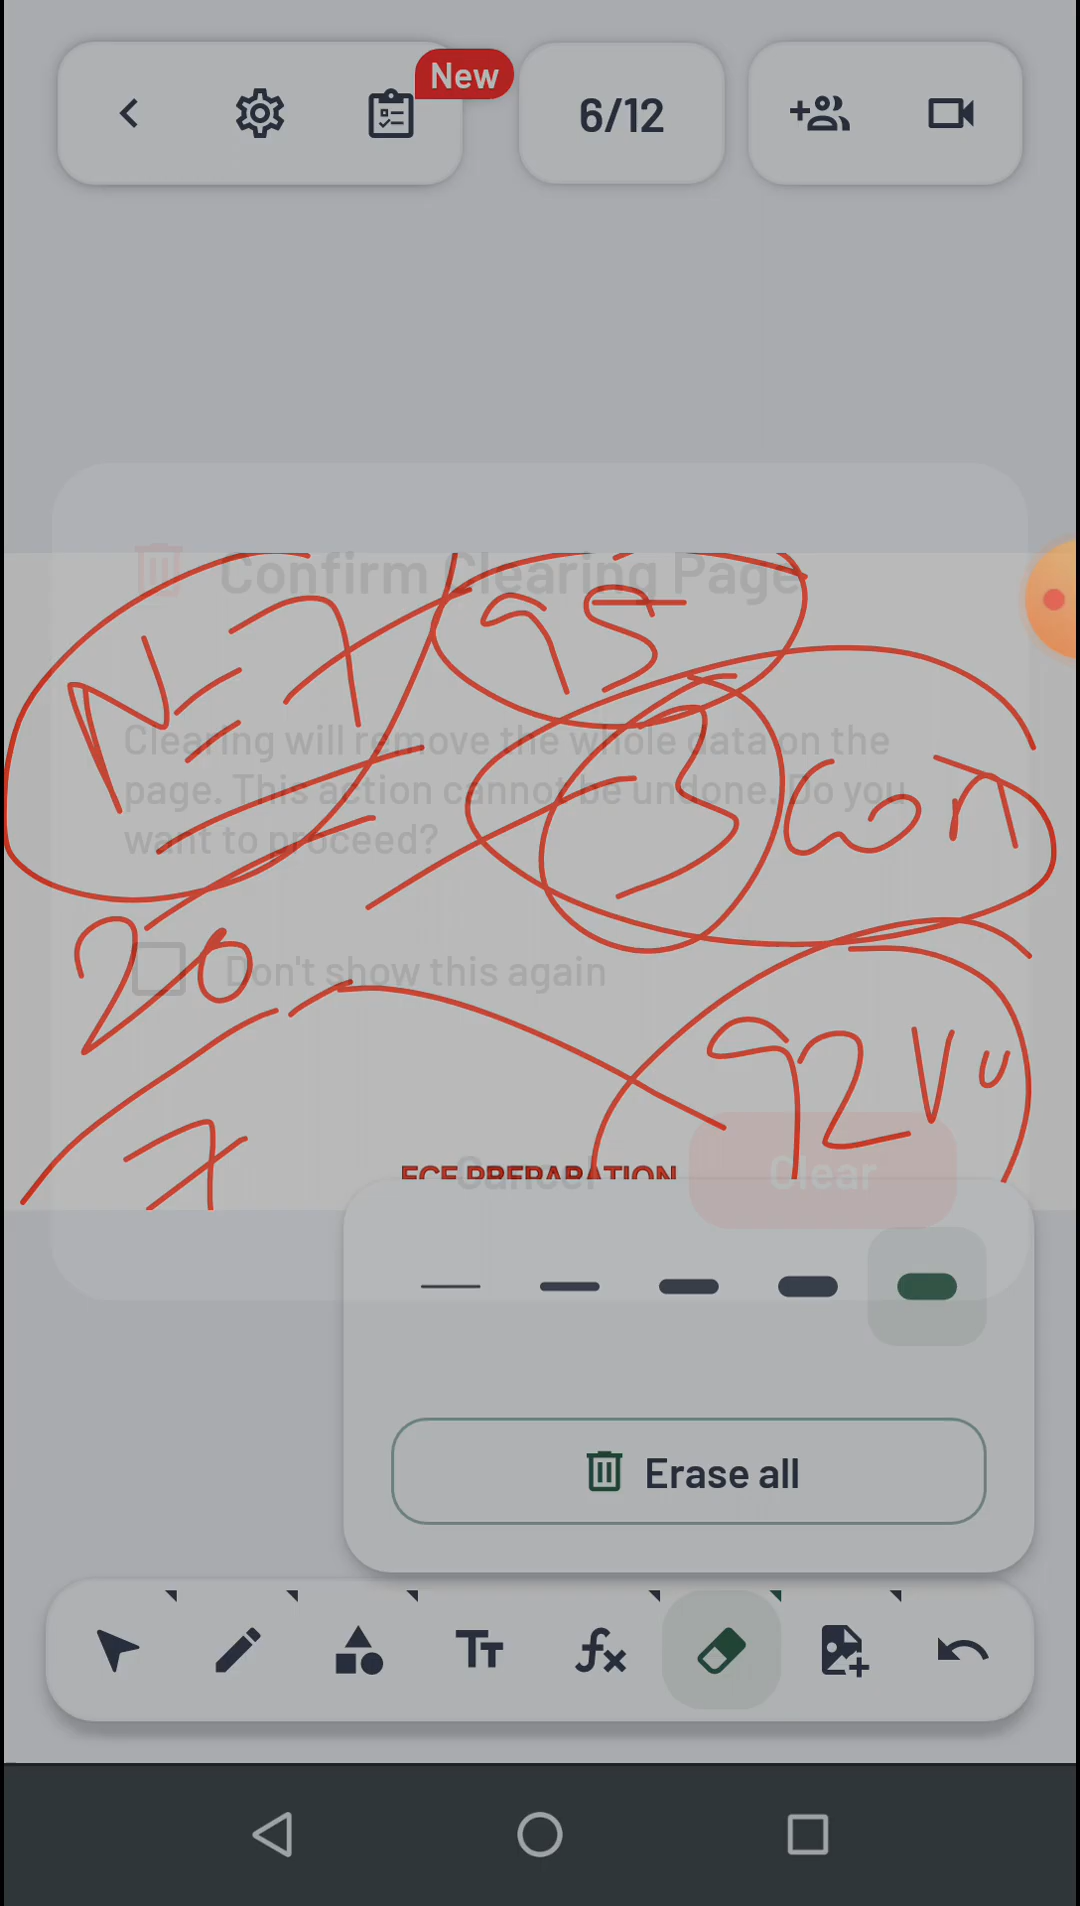 New
6/12
Confirm Clearing Page
95
Clearing will remove the whole data on the
page. This action cannot be undone. Do you
want to proceed?
3
20
Don't show this again
92
7
ECE PREPARATION
Cancel
Clear
Erase all
Tt
fx